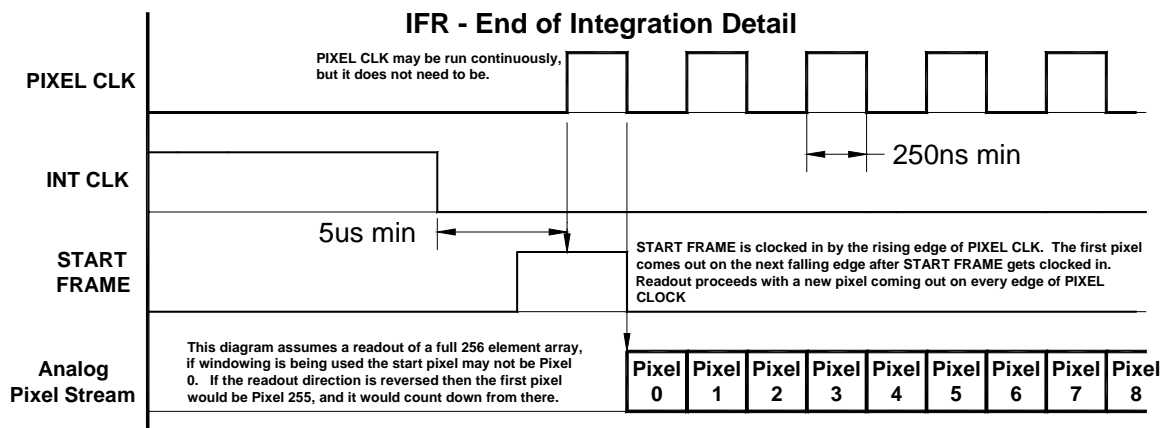 IFR - End of Integration Detail
PIXEL CLK may be run continuously,
but it does not need to be.
PIXEL CLK
250ns min
INT CLK
5us min
START
FRAME
START FRAME is clocked in by the rising edge of PIXEL CLK. The first pixel
comes out on the next falling edge after START FRAME gets clocked in.
Readout proceeds with a new pixel coming out on every edge of PIXEL
CLOCK
This diagram assumes a readout of a full 256 element array,
if windowing is being used the start pixel may not be Pixel
0. If the readout direction is reversed then the first pixel
would be Pixel 255, and it would count down from there.
Analog
Pixel Stream
Pixel 0
Pixel 1
Pixel 2
Pixel 3
Pixel 4
Pixel 5
Pixel 6
Pixel 7
Pixel 8